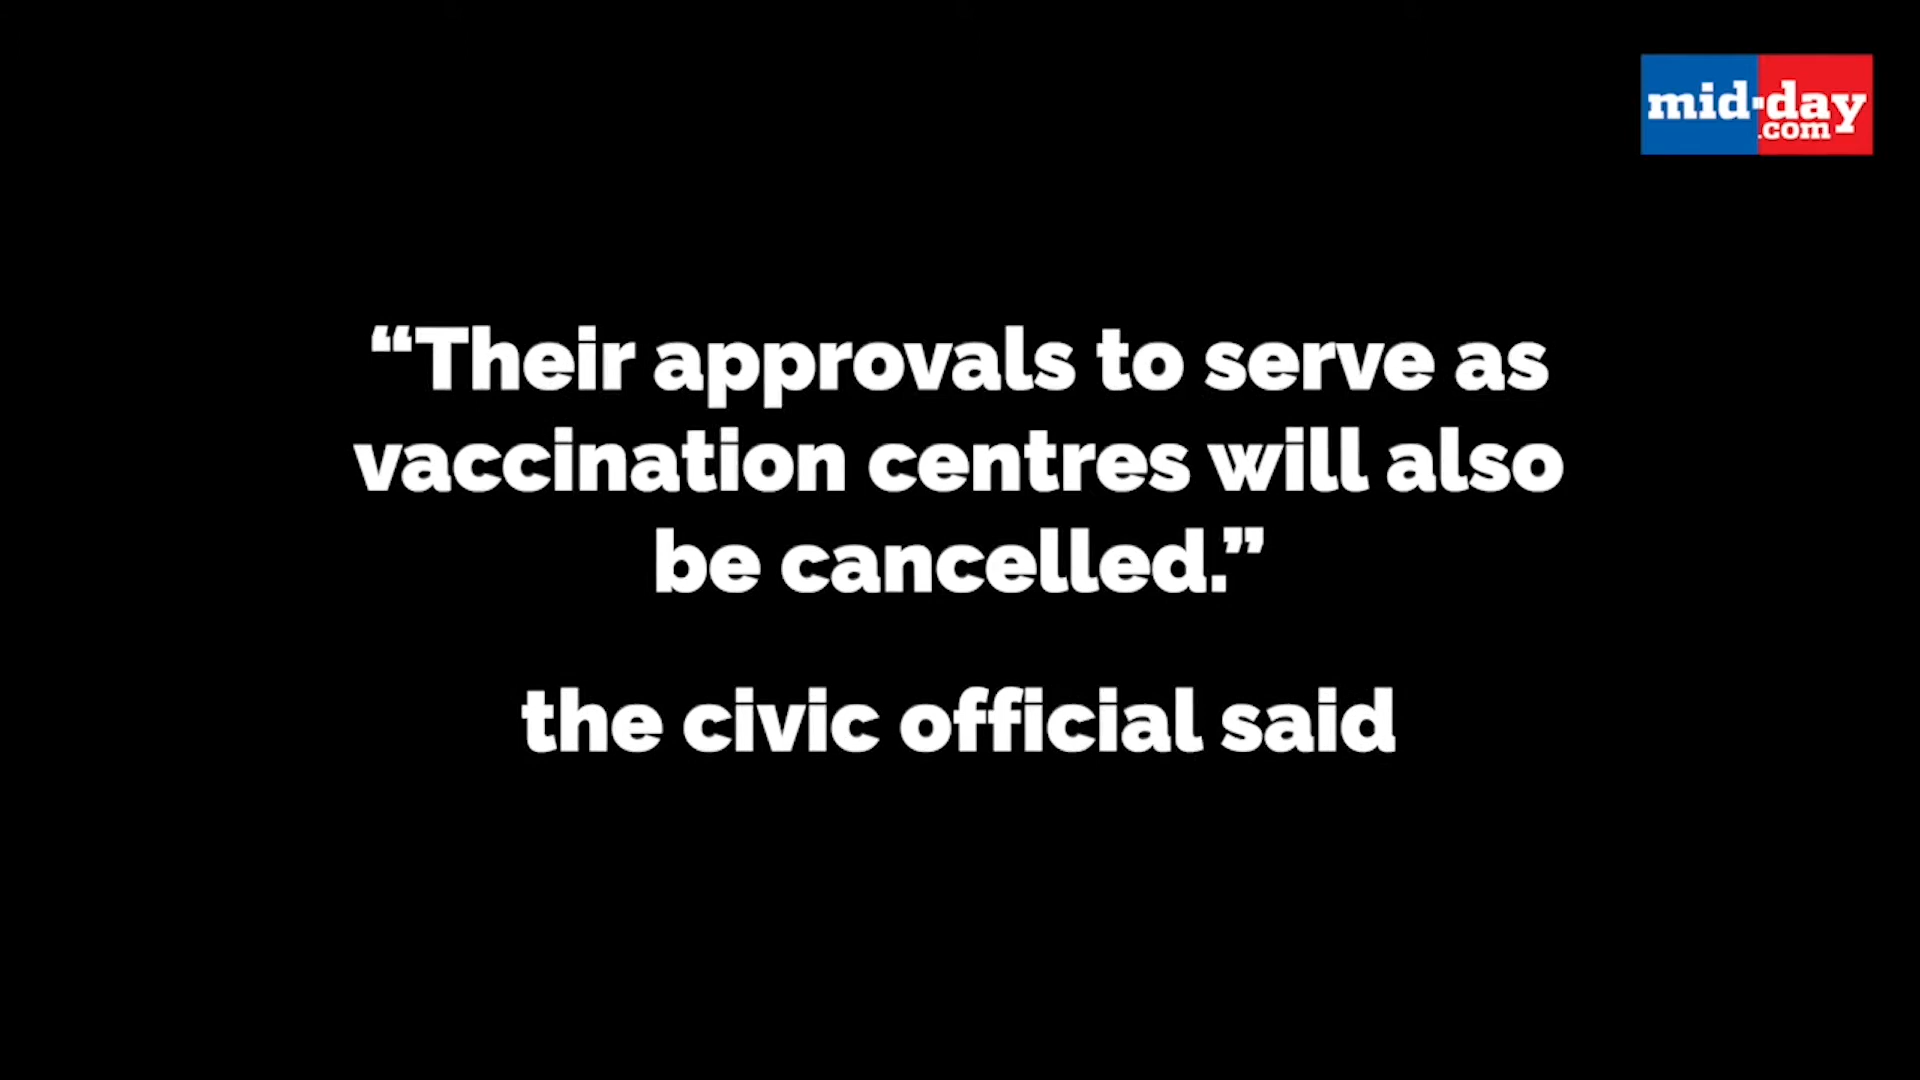 mid-day
.com
“Their approvals to serve as
vaccination centres will also
be cancelled.”
the civic official said